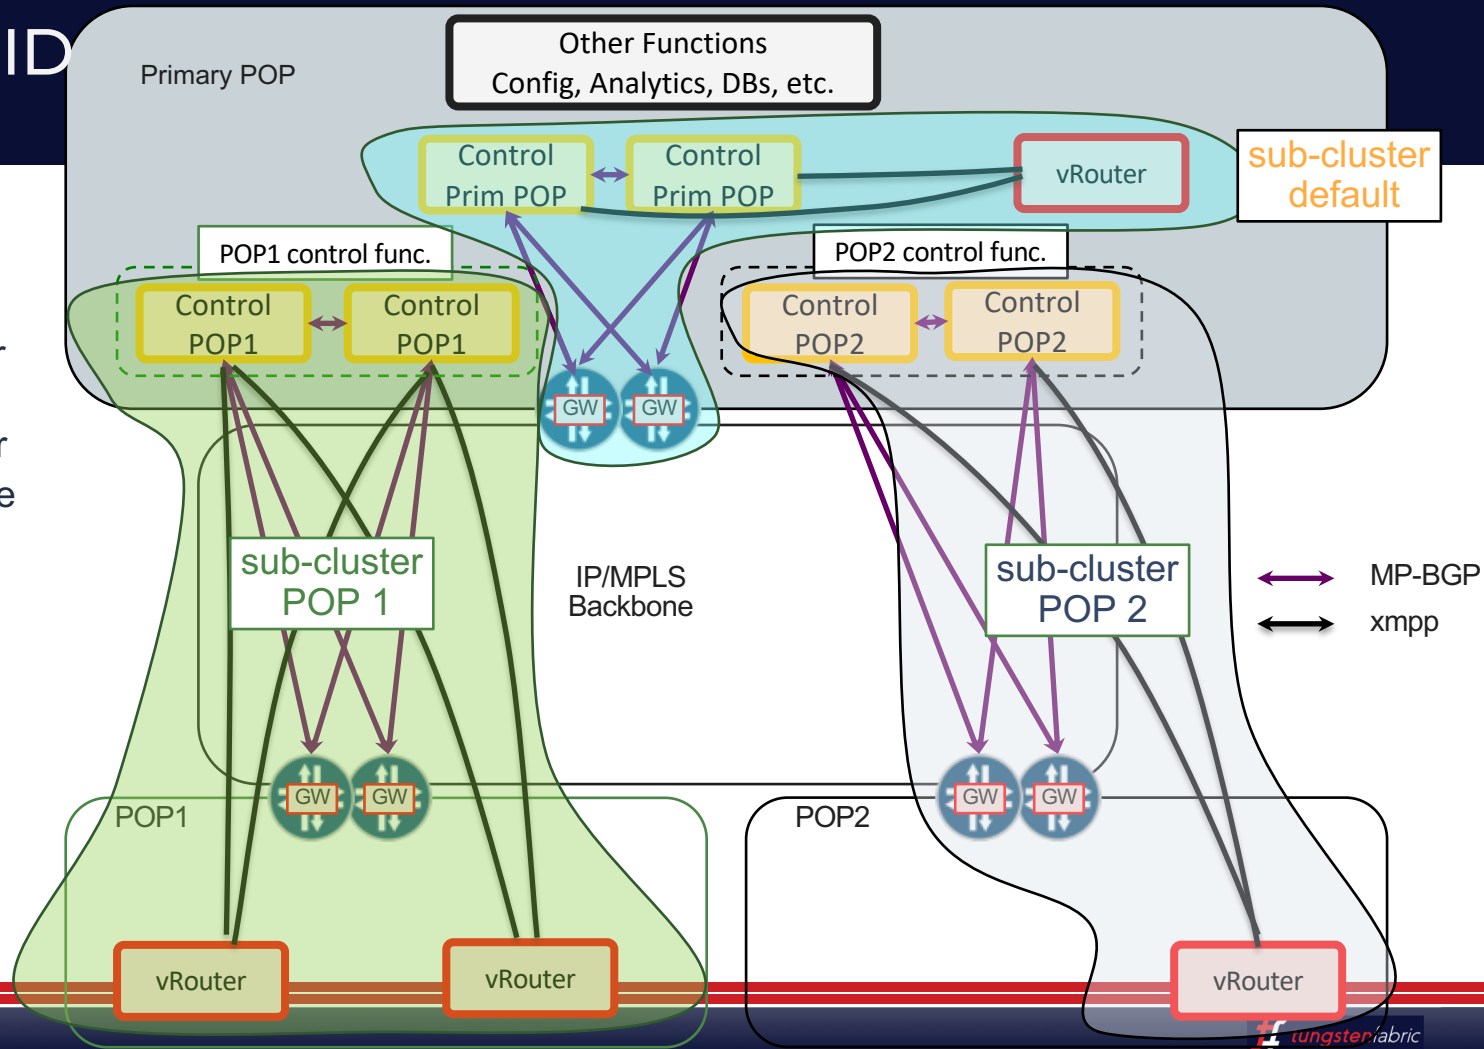 ID
Other Functions
Config, Analytics, DBs, etc.
Primary POP
Control
Prim POP
Control
Prim POP
vRouter
sub-cluster
default
POP1 control func.
POP2 control func.
Control
POP1
Control
POP1
Control
POP2
Control
POP2
r
GW
GW
r
e
sub-cluster
POP 1
IP/MPLS
Backbone
sub-cluster
POP 2
MP-BGP
xmpp
POP1
GW
GW
POP2
GW
GW
vRouter
vRouter
vRouter
tungstenfabric